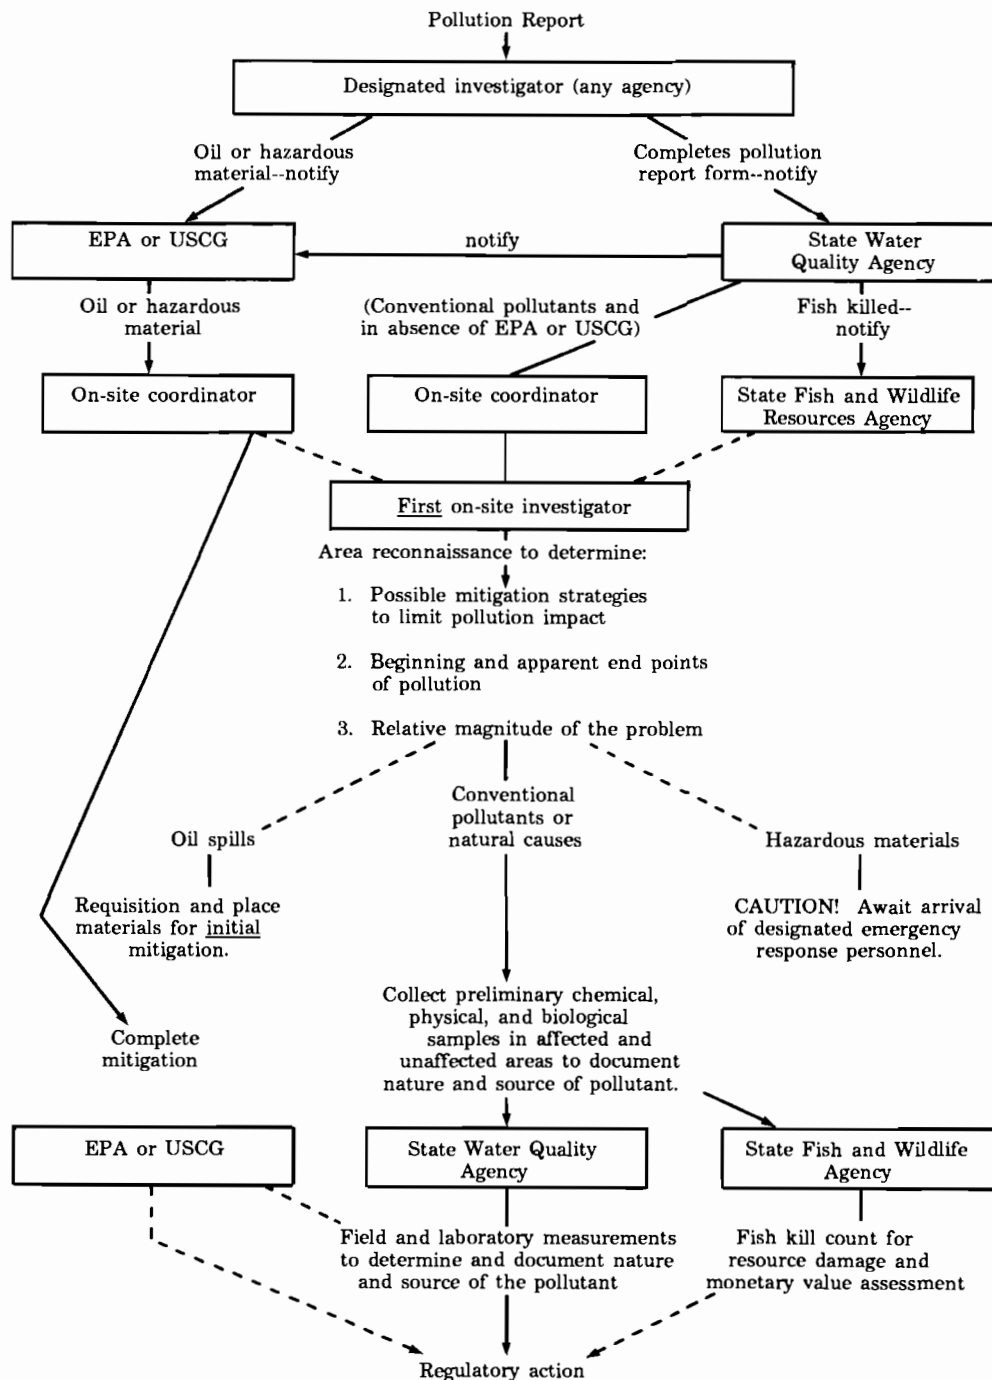 Pollution Report
Designated investigator (any agency)
Oil or hazardous
material--notify
Completes pollution
report form--notify
EPA or USCG
notify
State Water
Quality Agency
Oil or hazardous
material
(Conventional pollutants and
in absence of EPA or USCG)
Fish killed--
notify
On-site coordinator
On-site coordinator
State Fish and Wildlife
Resources Agency
First on-site investigator
Area reconnaissance to determine:
1. Possible mitigation strategies
to limit pollution impact
2. Beginning and apparent end points
of pollution
3. Relative magnitude of the problem
Oil spills
Conventional
pollutants or
natural causes
Hazardous materials
Requisition and place
materials for initial
mitigation.
CAUTION! Await arrival
of designated emergency
response personnel.
Complete
mitigation
Collect preliminary chemical,
physical, and biological
samples in affected and
unaffected areas to document
nature and source of pollutant.
EPA or USCG
State Water Quality
Agency
State Fish and Wildlife
Agency
Field and laboratory measurements
to determine and document nature
and source of the pollutant
Fish kill count for
resource damage and
monetary value assessment
Regulatory action